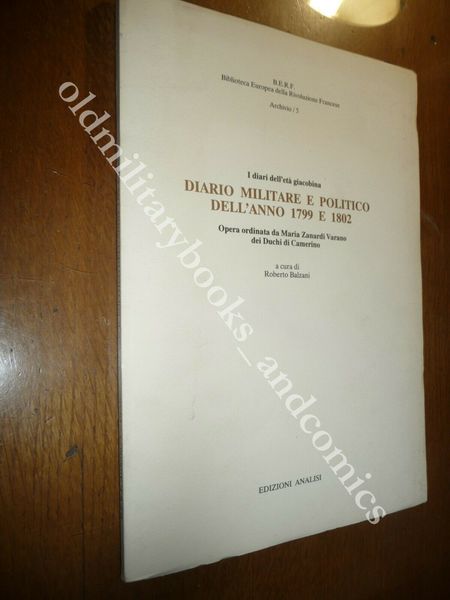 B.E.R.F.
Biblioteca Europea della Rivoluzione Francese
Archivio / 5
I diari dell'età giacobina
DIARIO MILITARE E POLITICO
DELL'ANNO 1799 E 1802
Opera ordinata da Maria Zanardi Varano
dei Duchi di Camerino
a cura di
Roberto Balzani
EDIZIONI ANALISI
oldmilitarybooks_andcomics